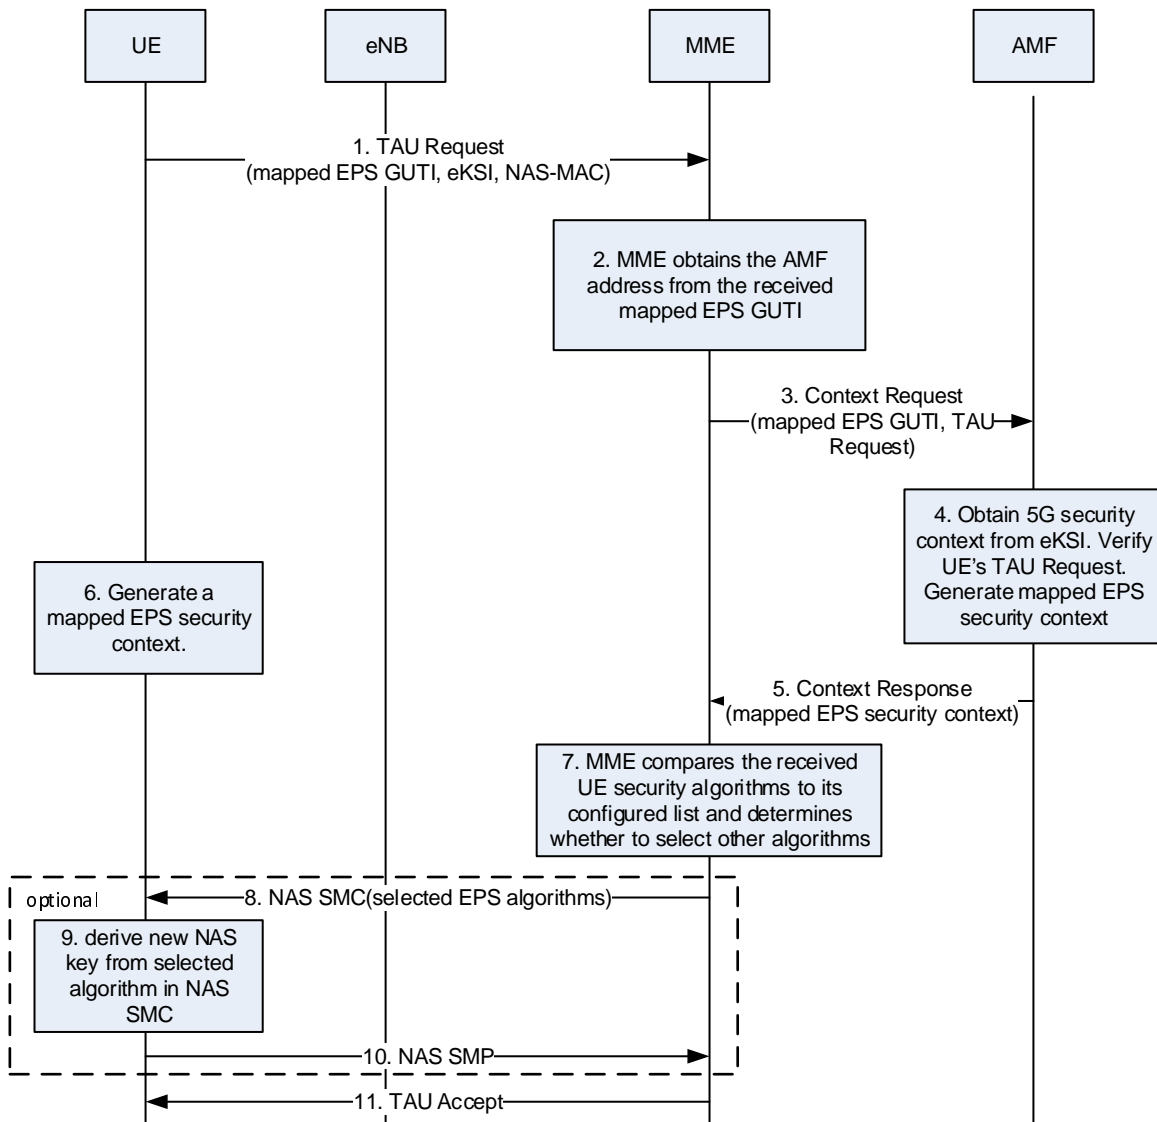 UE
eNB
MME
AMF
1. TAU Request
(mapped EPS GUTI, eKSI, NAS-MAC)
2. MME obtains the AMF
address from the received
mapped EPS GUTI
3. Context Request
(mapped EPS GUTI, TAU
Request)
4. Obtain 5G security
context from eKSI. Verify
UE's TAU Request.
Generate mapped EPS
security context
6. Generate a
mapped EPS security
context.
5. Context Response
(mapped EPS security context)
7. MME compares the received
UE security algorithms to its
configured list and determines
whether to select other algorithms
optional
8. NAS SMC(selected EPS algorithms)
9. derive new NAS
key from selected
algorithm in NAS
SMC
10. NAS SMP
11. TAU Accept